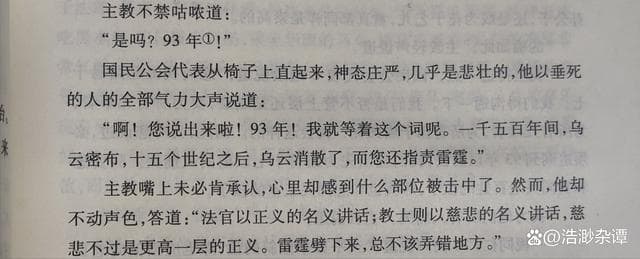 主教不禁咕哝道:
“是吗? 93 年①!”
国民公会代表从椅子上直起来,神态庄严,几乎是悲壮的,他以垂死
的人的全部气力大声说道:
“啊! 您说出来啦! 93 年! 我就等着这个词呢。一千五百年间,乌
云密布,十五个世纪之后,乌云消散了,而您还指责雷霆。”
主教嘴上未必肯承认,心里却感到什么部位被击中了。然而,他却
不动声色,答道:“法官以正义的名义讲话;教士则以慈悲的名义讲话,慈
悲不过是更高一层的正义。雷霆劈下来,总不该弄错地方。”
来
@浩渺杂谭